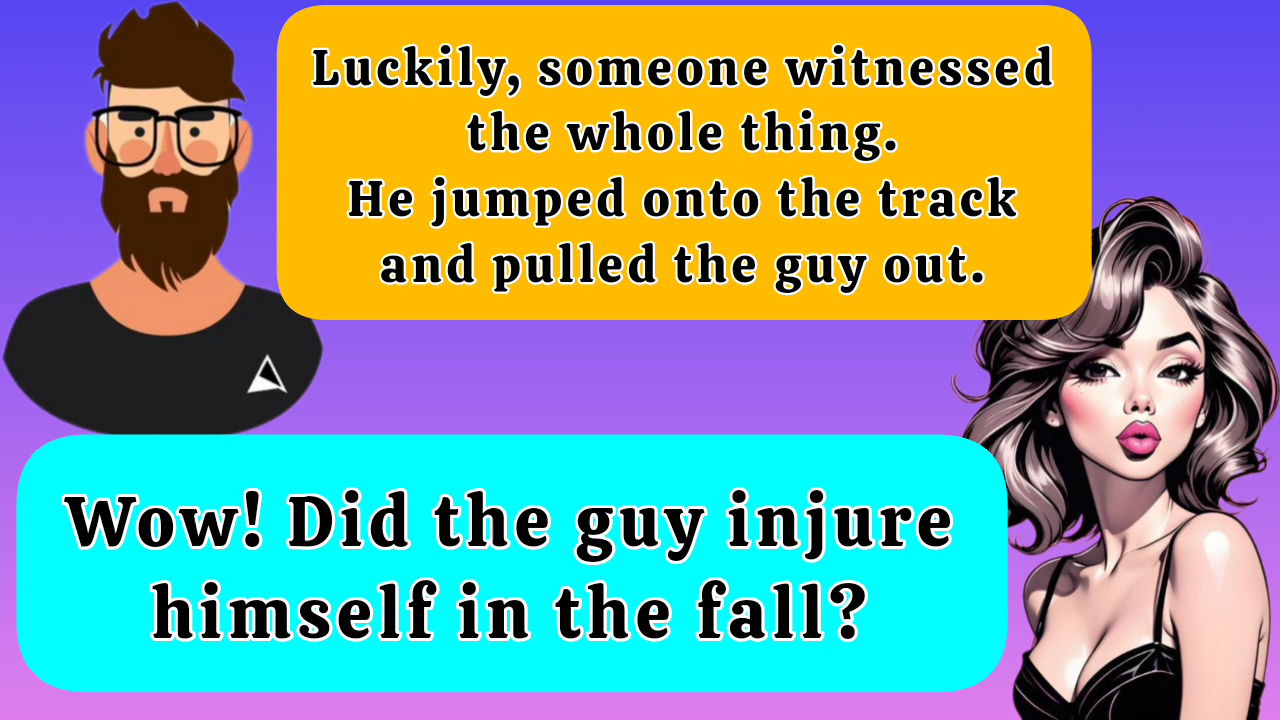 Luckily, someone witnessed
the whole thing.
He jumped onto the track
and pulled the guy out.
Wow! Did the guy injure
himself in the fall?